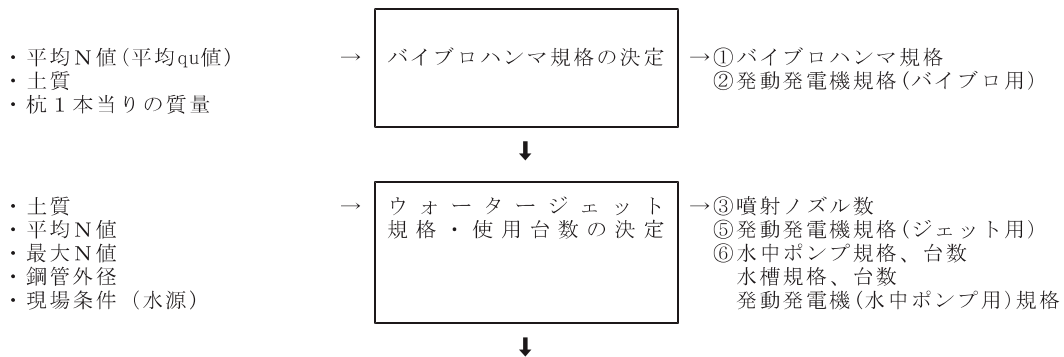 ・平均N値(平均qu値) → バイブロハンマ規格の決定 →①バイブロハンマ規格
・土質 ②発動発電機規格(バイブロ用)
・杭1本当りの質量
・土質 → ウォータージェット →③噴射ノズル数
・平均N値 規格・使用台数の決定 ⑤発動発電機規格(ジェット用)
・最大N値 ⑥水中ポンプ規格、台数
・鋼管外径 水槽規格、台数
・現場条件(水源) 発動発電機(水中ポンプ用)規格